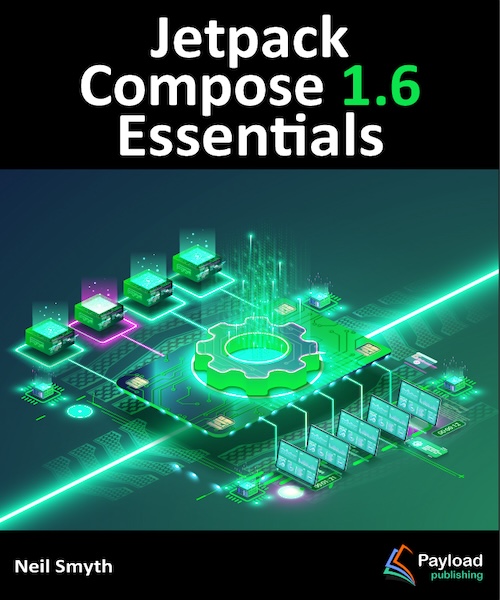 Jetpack
Compose 1.6
Essentials
Neil Smyth
Payload
publishing